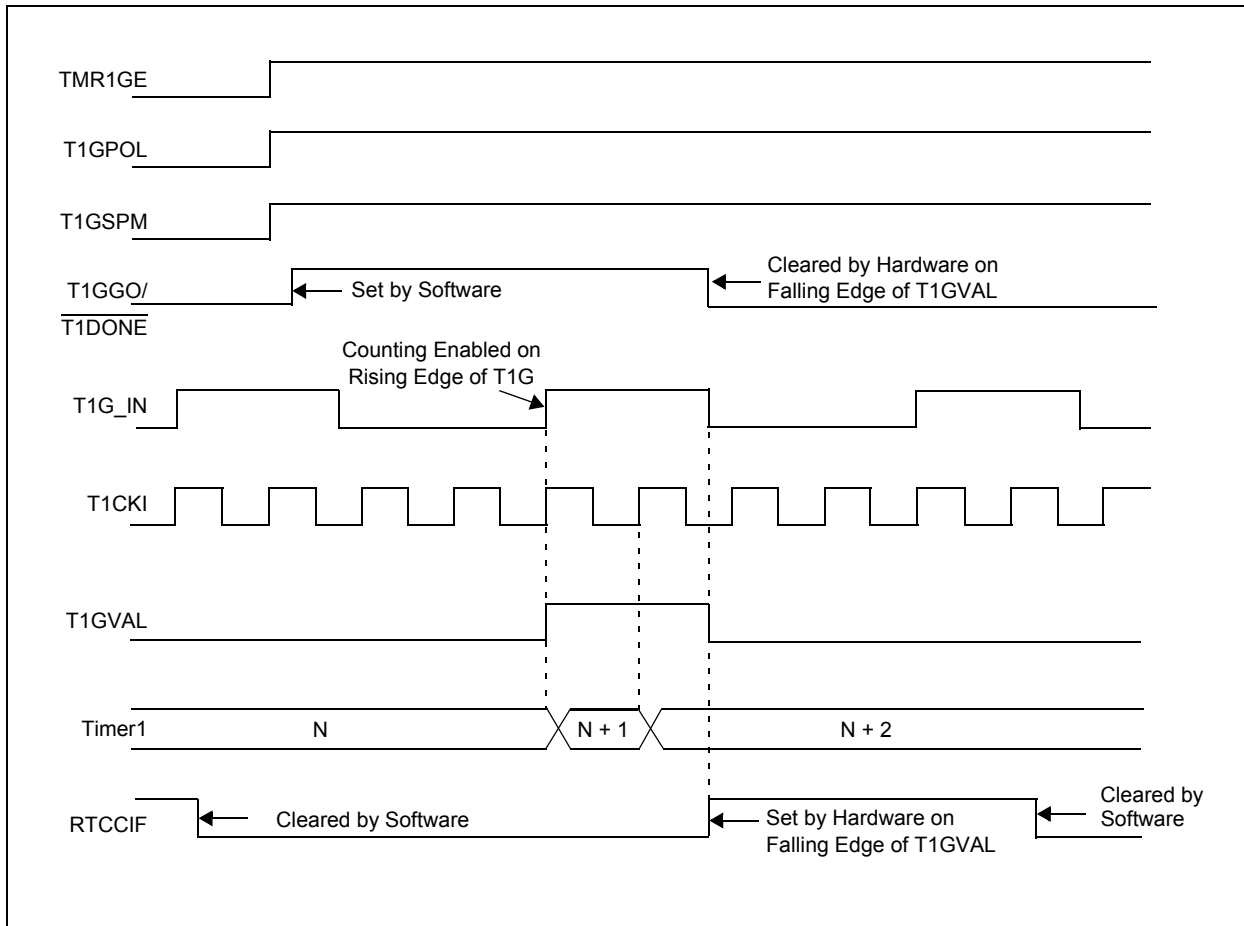 TMR1GE
T1GPOL
T1GSPM
T1GGO/
T1DONE
Set by Software
Cleared by Hardware on
Falling Edge of T1GVAL
Counting Enabled on
Rising Edge of T1G
T1G_IN
T1CKI
T1GVAL
Timer1
N
N + 1
N + 2
RTCCIF
Cleared by Software
Set by Hardware on
Falling Edge of T1GVAL
Cleared by
Software